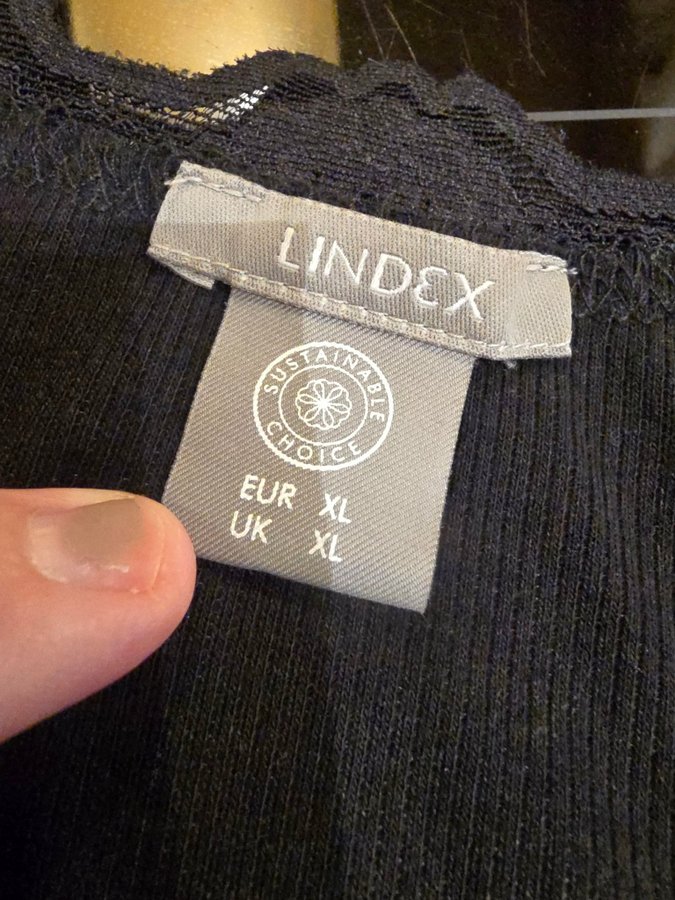 LINDEX
SUSTAINABLE
CHOICE
EUR XL
UK XL